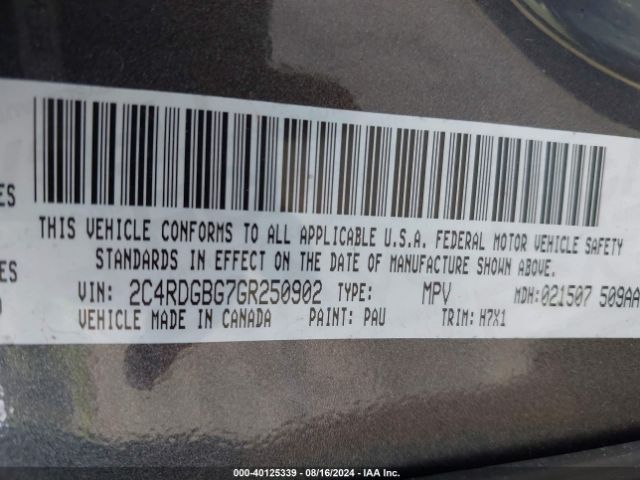 ES
THIS VEHICLE CONFORMS TO ALL APPLICABLE U.S.A. FEDERAL MOTOR VEHICLE SAFETY
STANDARDS IN EFFECT ON THE DATE OF MANUFACTURE SHOWN ABOVE.
ES
VIN: 2C4RDGBG7GR250902 TYPE: MPV MDH:021507 509AA
VEHICLE MADE IN CANADA PAINT: PAU TRIM: H7X1
000-40125339 - 08/16/2024 - IAA Inc.